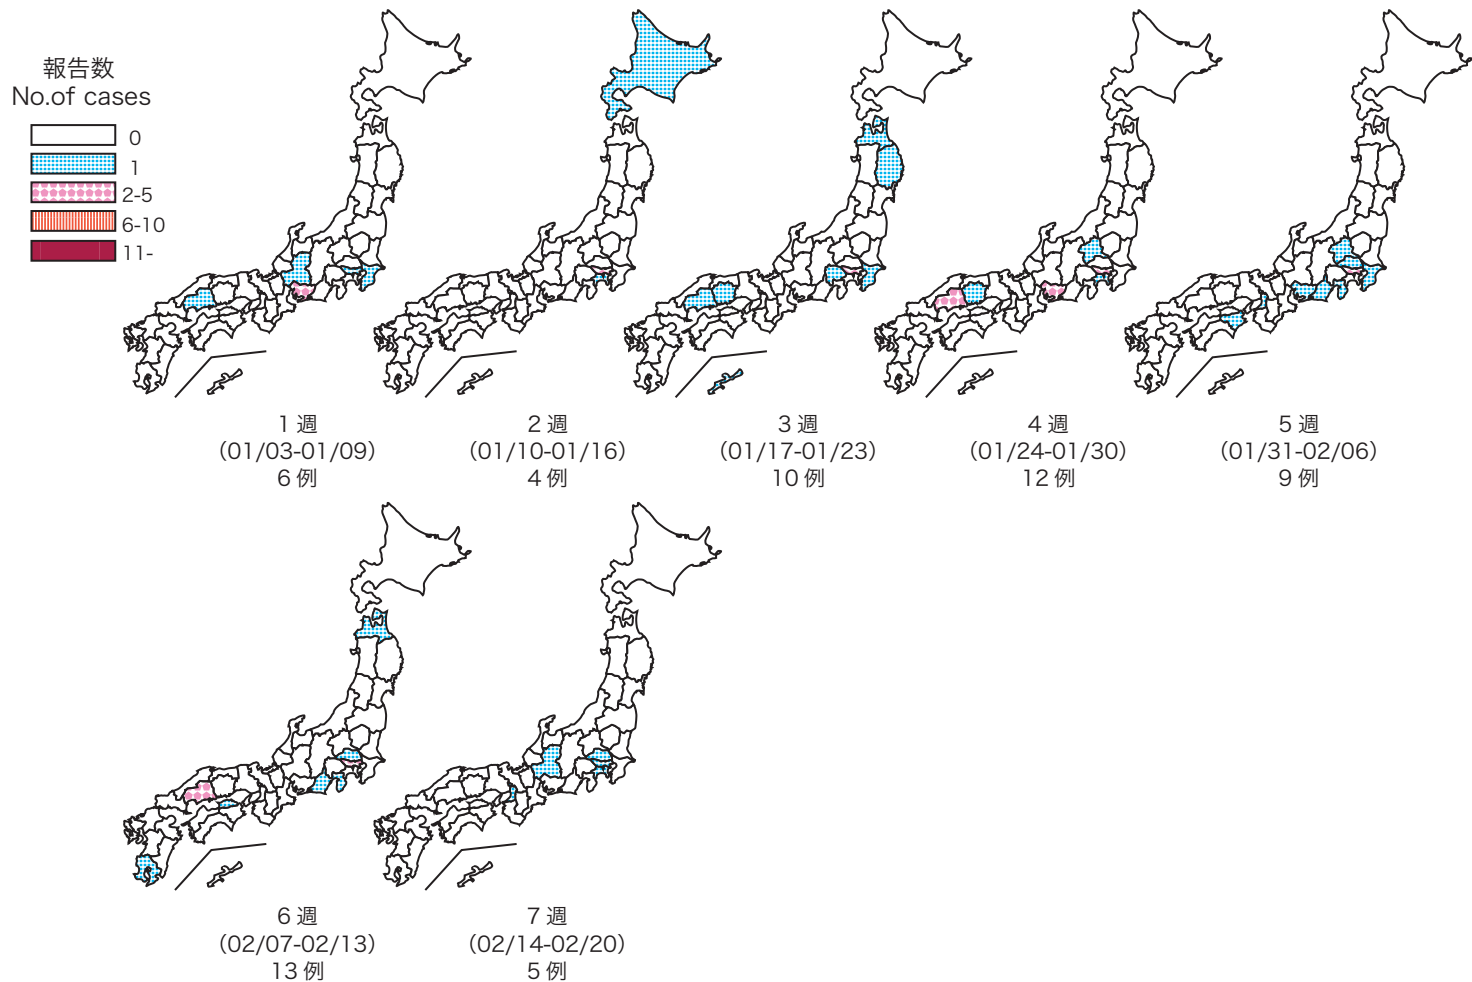 報告数
No.of cases
0
1
2-5
6-10
11-
1 週
（01/03-01/09）
6 例
2 週
（01/10-01/16）
4 例
3 週
（01/17-01/23）
10 例
4 週
（01/24-01/30）
12 例
5 週
（01/31-02/06）
9 例
6 週
（02/07-02/13）
13 例
7 週
（02/14-02/20）
5 例